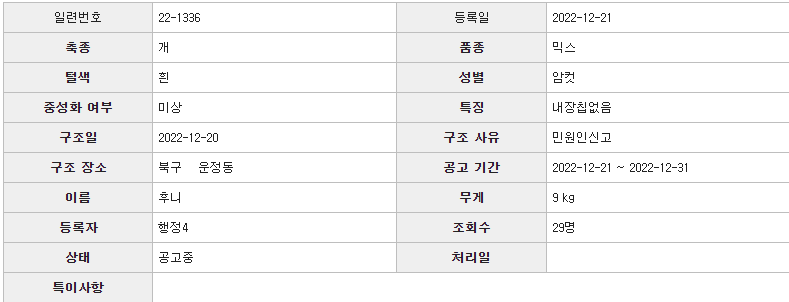 일련번호 22-1336 등록일 2022-12-21
축종 개 품종 믹스
털색 흰 성별 암컷
중성화 여부 미상 특징 내장칩없음
구조일 2022-12-20 구조 사유 민원인신고
구조 장소 북구 운정동 공고 기간 2022-12-21 ~ 2022-12-31
이름 후니 무게 9 kg
등록자 행정4 조회수 29명
상태 공고중 처리일
특이사항